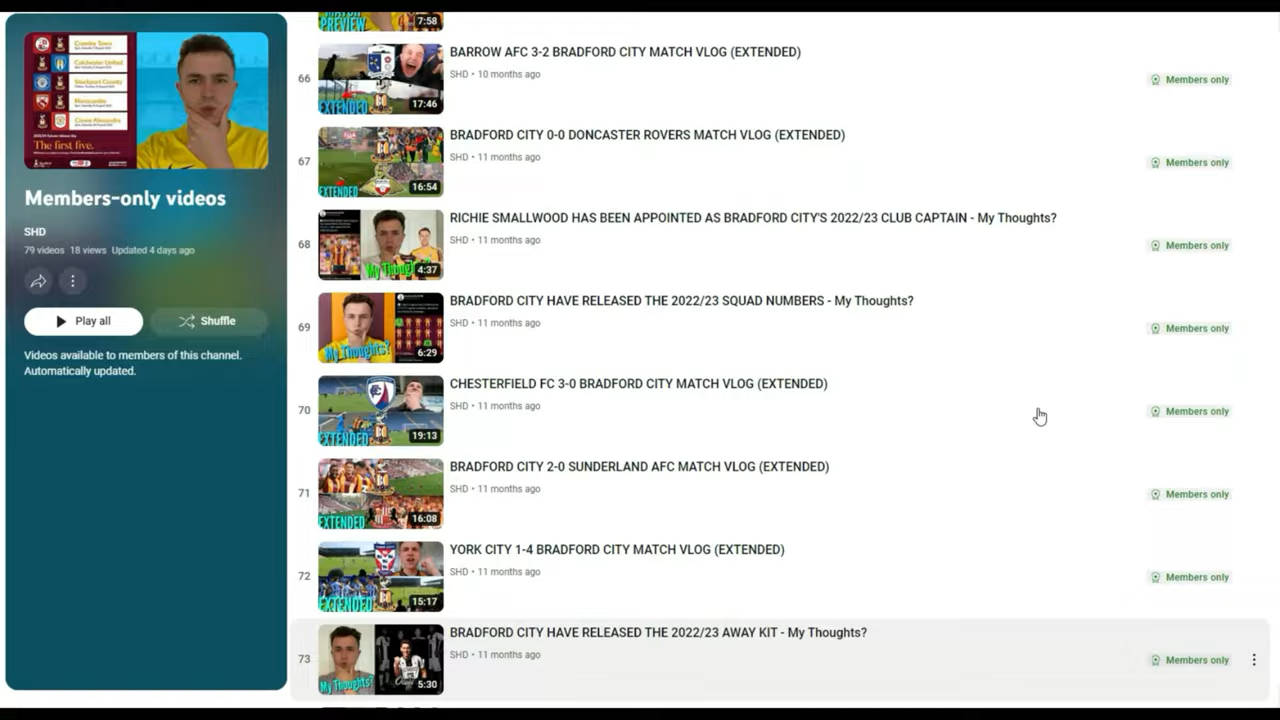 Crawley Town
Colchester United
Stockport County
Morecambe
Crewe Alexandra
The first five.
Members-only videos
SHD
79 videos 18 views Updated 4 days ago
Play all
Shuffle
Videos available to members of this channel.
Automatically updated.
PREVIEW
7:58
66
EXTENDED
17:46
BARROW AFC 3-2 BRADFORD CITY MATCH VLOG (EXTENDED)
SHD • 10 months ago
Members only
67
EXTENDED
16:54
BRADFORD CITY 0-0 DONCASTER ROVERS MATCH VLOG (EXTENDED)
SHD • 11 months ago
Members only
68
My Thoughts?
4:37
RICHIE SMALLWOOD HAS BEEN APPOINTED AS BRADFORD CITY'S 2022/23 CLUB CAPTAIN - My Thoughts?
SHD • 11 months ago
Members only
69
My Thoughts?
6:29
BRADFORD CITY HAVE RELEASED THE 2022/23 SQUAD NUMBERS - My Thoughts?
SHD • 11 months ago
Members only
70
EXTENDED
19:13
CHESTERFIELD FC 3-0 BRADFORD CITY MATCH VLOG (EXTENDED)
SHD • 11 months ago
Members only
71
EXTENDED
16:08
BRADFORD CITY 2-0 SUNDERLAND AFC MATCH VLOG (EXTENDED)
SHD • 11 months ago
Members only
72
EXTENDED
15:17
YORK CITY 1-4 BRADFORD CITY MATCH VLOG (EXTENDED)
SHD • 11 months ago
Members only
73
My Thoughts?
5:30
BRADFORD CITY HAVE RELEASED THE 2022/23 AWAY KIT - My Thoughts?
SHD • 11 months ago
Members only